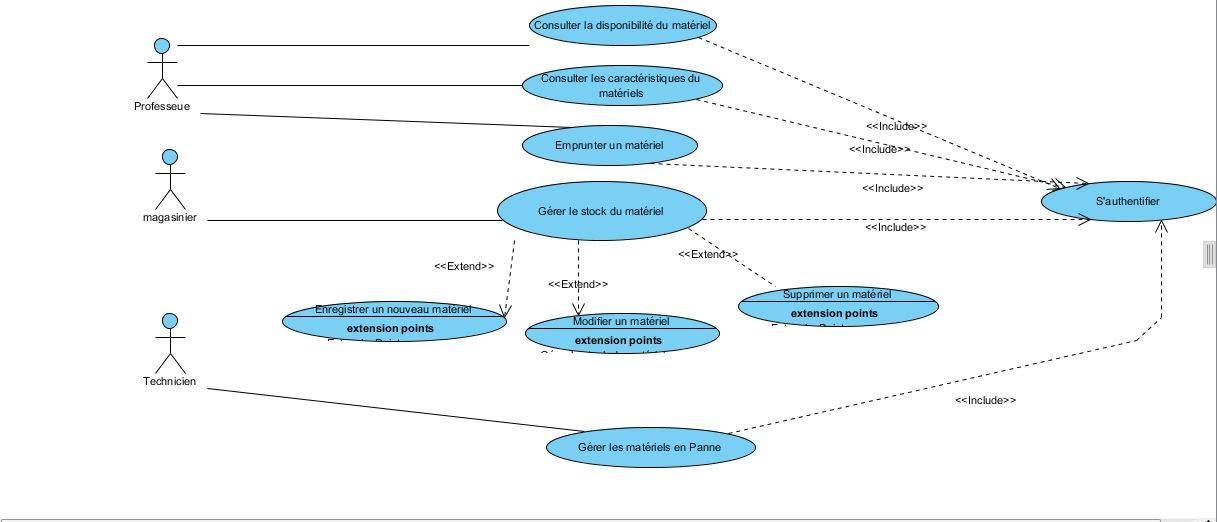 Consulter la disponibilité du matériel
Consulter les caractéristiques du
matériels
Professeue
<<Include>>
<<Include>>
Emprunter un matériel
<<Include>>
S'authentifier
magasinier
Gérer le stock du matériel
<<Include>>
<<Extend>>
<<Extend>>
<<Extend>>
Enregistrer un nouveau matériel
extension points
Modifier un matériel
extension points
Supprimer un matériel
extension points
Technicien
<<Include>>
Gérer les matériels en Panne